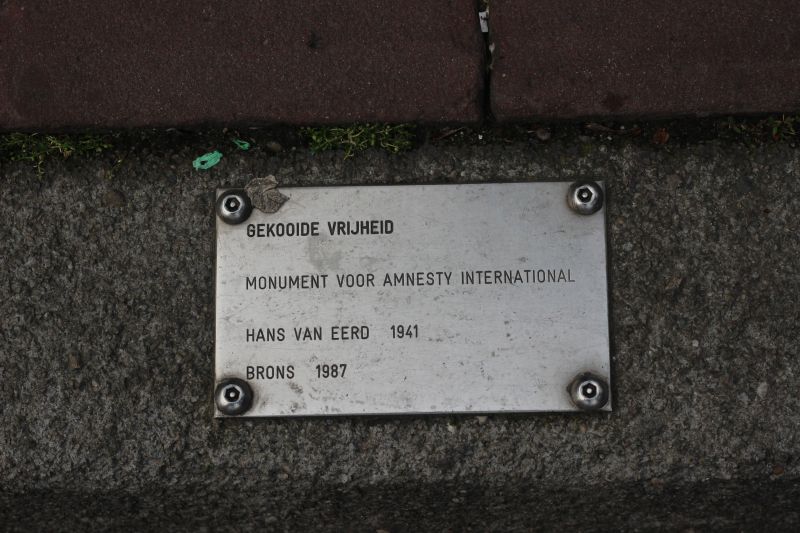 GEKOOIDE VRIJHEID
MONUMENT VOOR AMNESTY INTERNATIONAL
HANS VAN EERD 1941
BRONS 1987